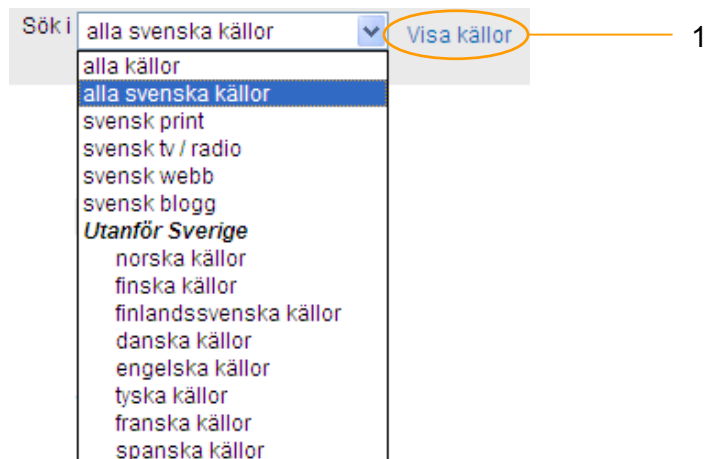 Sök i alla svenska källor Visa källor 1
alla källor
alla svenska källor
svensk print
svensk tv / radio
svensk webb
svensk blogg
Utanför Sverige
norska källor
finska källor
finlandssvenska källor
danska källor
engelska källor
tyska källor
franska källor
spanska källor